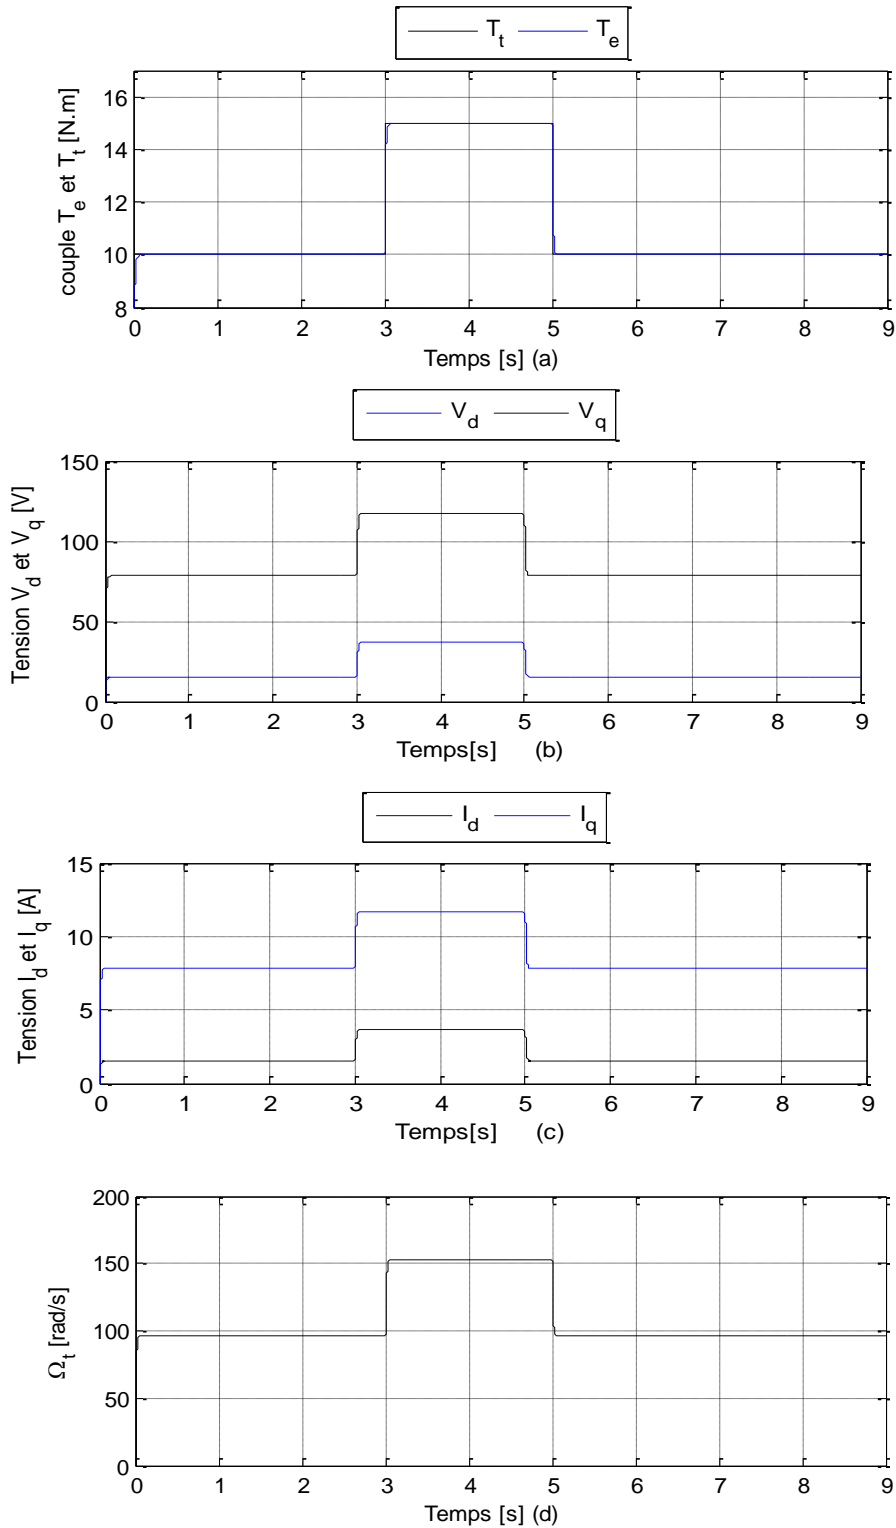 T_t T_e
couple T_e et T_t [N.m]
16
14
12
10
8
0 1 2 3 4 5 6 7 8 9
Temps [s] (a)
V_d V_q
Tension V_d et V_q [V]
150
100
50
0
0 1 2 3 4 5 6 7 8 9
Temps[s] (b)
I_d I_q
Tension I_d et I_q [A]
15
10
5
0
0 1 2 3 4 5 6 7 8 9
Temps[s] (c)
Ω_t [rad/s]
200
150
100
50
0
0 1 2 3 4 5 6 7 8 9
Temps [s] (d)